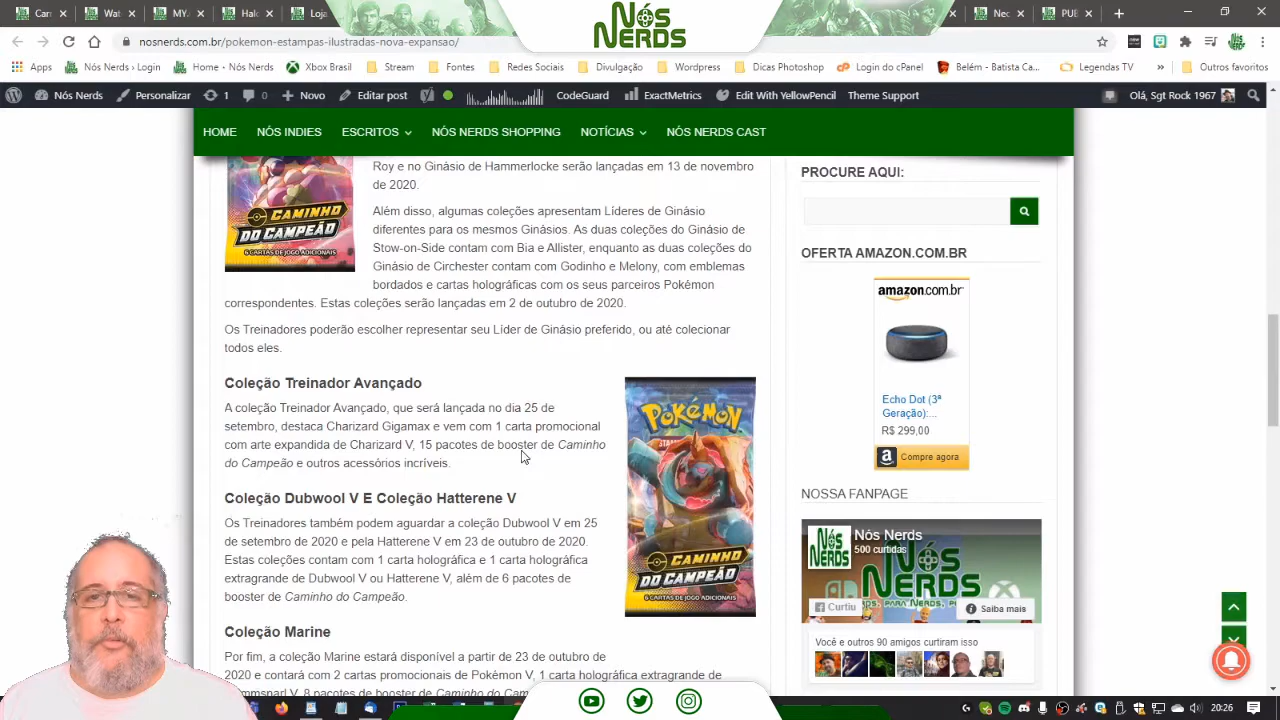 NÓS
NERDS
nosnerds.com.br/pokemon-estampas-ilustradas-nova-expansao/
Apps
Nós Nerds › Login
Home - Nós Nerds
Xbox Brasil
Stream
Fontes
Redes Sociais
Divulgação
Wordpress
Dicas Photoshop
Login do cPanel
Belém - Batista Ca...
Legendas TV
»
Outros favoritos
Nós Nerds
Personalizar
1
0
Novo
Editar post
CodeGuard
ExactMetrics
Edit With YellowPencil
Theme Support
Olá, Sgt Rock 1967
HOME
NÓS INDIES
ESCRITOS
NÓS NERDS SHOPPING
NOTÍCIAS
NÓS NERDS CAST
CAMINHO
DO CAMPEÃO
6 CARTAS DE JOGO ADICIONAIS
Roy e no Ginásio de Hammerlocke serão lançadas em 13 de novembro
de 2020.
Além disso, algumas coleções apresentam Líderes de Ginásio
diferentes para os mesmos Ginásios. As duas coleções do Ginásio de
Stow-on-Side contam com Bia e Allister, enquanto as duas coleções do
Ginásio de Circhester contam com Godinho e Melony, com emblemas
bordados e cartas holográficas com os seus parceiros Pokémon
correspondentes. Estas coleções serão lançadas em 2 de outubro de 2020.
Os Treinadores poderão escolher representar seu Líder de Ginásio preferido, ou até colecionar
todos eles.
Coleção Treinador Avançado
A coleção Treinador Avançado, que será lançada no dia 25 de
setembro, destaca Charizard Gigamax e vem com 1 carta promocional
com arte expandida de Charizard V, 15 pacotes de booster de Caminho
do Campeão e outros acessórios incríveis.
Pokémon
CAMINHO
DO CAMPEÃO
6 CARTAS DE JOGO ADICIONAIS
Coleção Dubwool V E Coleção Hatterene V
Os Treinadores também podem aguardar a coleção Dubwool V em 25
de setembro de 2020 e pela Hatterene V em 23 de outubro de 2020.
Estas coleções contam com 1 carta holográfica e 1 carta holográfica
extragrande de Dubwool V ou Hatterene V, além de 6 pacotes de
booster de Caminho do Campeão.
Coleção Marine
Por fim, a coleção Marine estará disponível a partir de 23 de outubro de
2020 e contará com 2 cartas promocionais de Pokémon V, 1 carta holográfica extragrande de
8 pacotes de booster de Caminho do Cam
PROCURE AQUI:
OFERTA AMAZON.COM.BR
amazon.com.br
Echo Dot (3ª
Geração):...
R$ 299,00
Compre agora
NOSSA FANPAGE
NÓS
NERDS
Nós Nerds
500 curtidas
NÓS
NERDS
Curtiu
Saiba mais
Você e outros 90 amigos curtiram isso
20:26